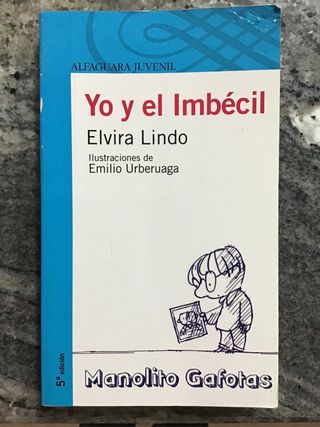 ALFAGUARA JUVENIL
Yo y el Imbécil
Elvira Lindo
Ilustraciones de
Emilio Urberuaga
5ª edición
Manolito Gafotas